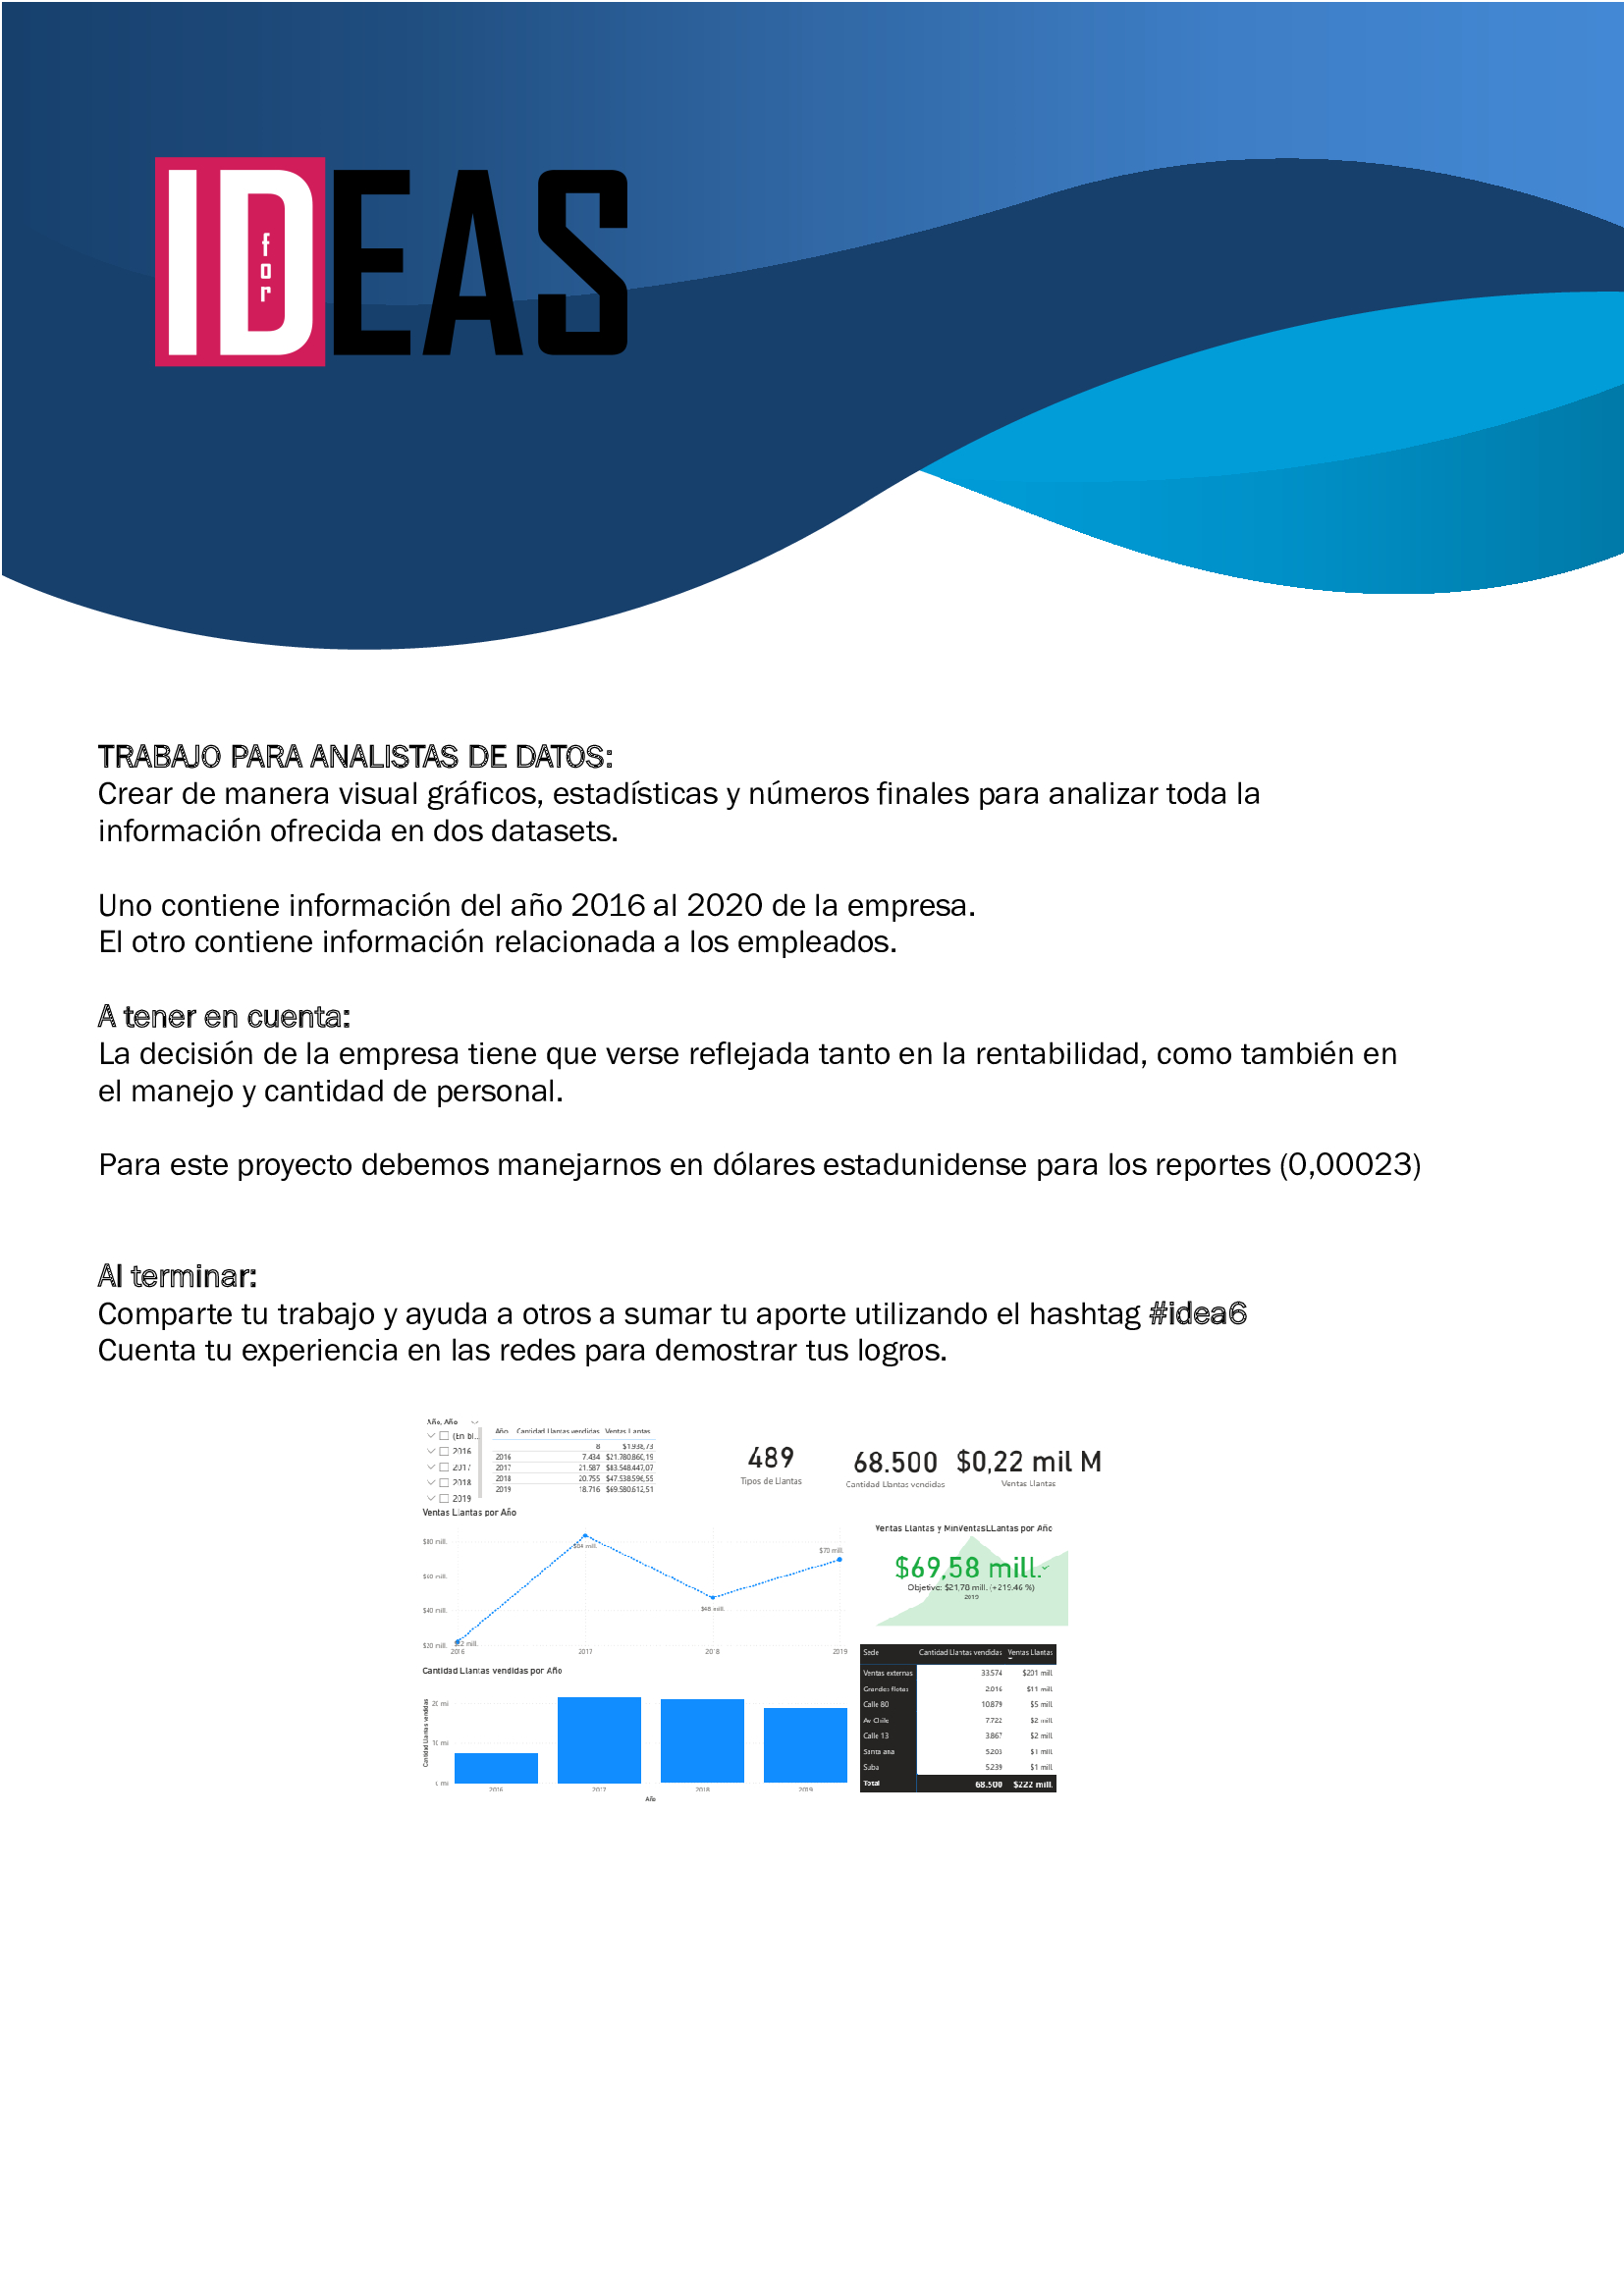 IDEAS
for
TRABAJO PARA ANALISTAS DE DATOS:
Crear de manera visual gráficos, estadísticas y números finales para analizar toda la
información ofrecida en dos datasets.
Uno contiene información del año 2016 al 2020 de la empresa.
El otro contiene información relacionada a los empleados.
A tener en cuenta:
La decisión de la empresa tiene que verse reflejada tanto en la rentabilidad, como también en
el manejo y cantidad de personal.
Para este proyecto debemos manejarnos en dólares estadunidense para los reportes (0,00023)
Al terminar:
Comparte tu trabajo y ayuda a otros a sumar tu aporte utilizando el hashtag #idea6
Cuenta tu experiencia en las redes para demostrar tus logros.
Año, Año
(En bl...
2016
2017
2018
2019
Año Cantidad Llantas vendidas Ventas Llantas
8 $1.938,73
2016 7.434 $21.780.860,19
2017 21.587 $83.548.447,07
2018 20.755 $47.538.596,55
2019 18.716 $69.580.612,51
489
Tipos de Llantas
68.500
Cantidad Llantas vendidas
$0,22 mil M
Ventas Llantas
Ventas Llantas por Año
$80 mill.
$60 mill.
$40 mill.
$20 mill.
$84 mill.
$48 mill.
$70 mill.
2016 2017 2018 2019
Ventas Llantas y MinVentasLLantas por Año
$69,58 mill.
Objetivo: $21,78 mill. (+219.46 %)
2019
Cantidad Llantas vendidas por Año
Cantidad Llantas vendidas
20 mil
10 mil
2016 2017 2018 2019
Año
Sede Cantidad Llantas vendidas Ventas Llantas
Ventas externas 33.574 $201 mill.
Grandes flotas 2.016 $11 mill.
Calle 80 10.879 $5 mill.
Av Chile 7.722 $2 mill.
Calle 13 3.867 $2 mill.
Santa ana 5.203 $1 mill.
Suba 5.239 $1 mill.
Total 68.500 $222 mill.